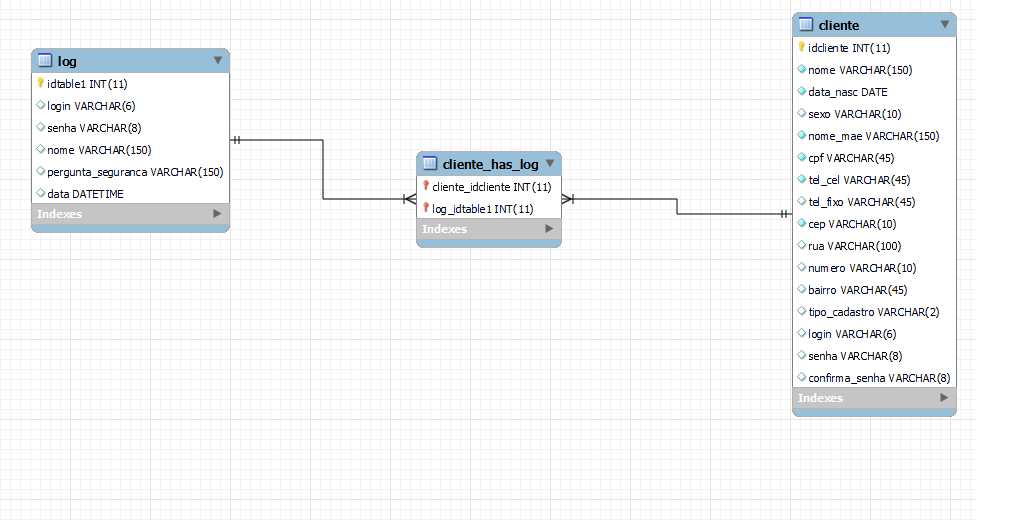 log
idtable1 INT(11)
login VARCHAR(6)
senha VARCHAR(8)
nome VARCHAR(150)
pergunta_seguranca VARCHAR(150)
data DATETIME
Indexes
cliente_has_log
cliente_idcliente INT(11)
log_idtable1 INT(11)
Indexes
cliente
idcliente INT(11)
nome VARCHAR(150)
data_nasc DATE
sexo VARCHAR(10)
nome_mae VARCHAR(150)
cpf VARCHAR(45)
tel_cel VARCHAR(45)
tel_fixo VARCHAR(45)
cep VARCHAR(10)
rua VARCHAR(100)
numero VARCHAR(10)
bairro VARCHAR(45)
tipo_cadastro VARCHAR(2)
login VARCHAR(6)
senha VARCHAR(8)
confirma_senha VARCHAR(8)
Indexes